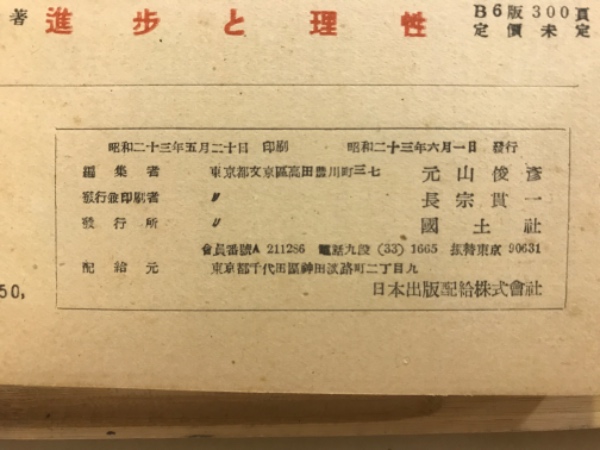 著 進步と理性 B6版300頁
定價未定
昭和二十三年五月二十日 印刷 昭和二十三年六月一日 發行
編集者 東京都文京區高田豊川町三七 元山俊彦
發行兼印刷者 〃 長宗貫一
發行所 〃 國土社
會員番號A 211286 電話九段 (33) 1665 振替東京 90631
配給元 東京都千代田區神田淡路町二丁目九
日本出版配給株式會社
50,